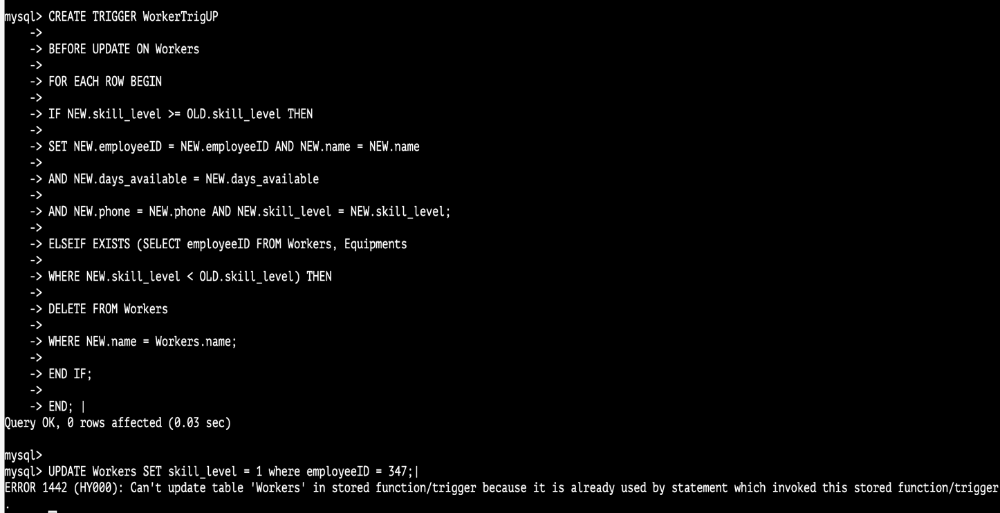 mysql> CREATE TRIGGER WorkerTrigUP
->
-> BEFORE UPDATE ON Workers
->
-> FOR EACH ROW BEGIN
->
-> IF NEW.skill_level >= OLD.skill_level THEN
->
-> SET NEW.employeeID = NEW.employeeID AND NEW.name = NEW.name
->
-> AND NEW.days_available = NEW.days_available
->
-> AND NEW.phone = NEW.phone AND NEW.skill_level = NEW.skill_level;
->
-> ELSEIF EXISTS (SELECT employeeID FROM Workers, Equipments
->
-> WHERE NEW.skill_level < OLD.skill_level) THEN
->
-> DELETE FROM Workers
->
-> WHERE NEW.name = Workers.name;
->
-> END IF;
->
-> END; |
Query OK, 0 rows affected (0.03 sec)
mysql>
mysql> UPDATE Workers SET skill_level = 1 where employeeID = 347;|
ERROR 1442 (HY000): Can't update table 'Workers' in stored function/trigger because it is already used by statement which invoked this stored function/trigger
.